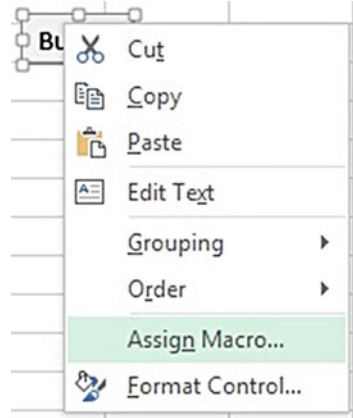 Bu
Cut
Copy
Paste
Edit Text
Grouping
Order
Assign Macro...
Format Control...